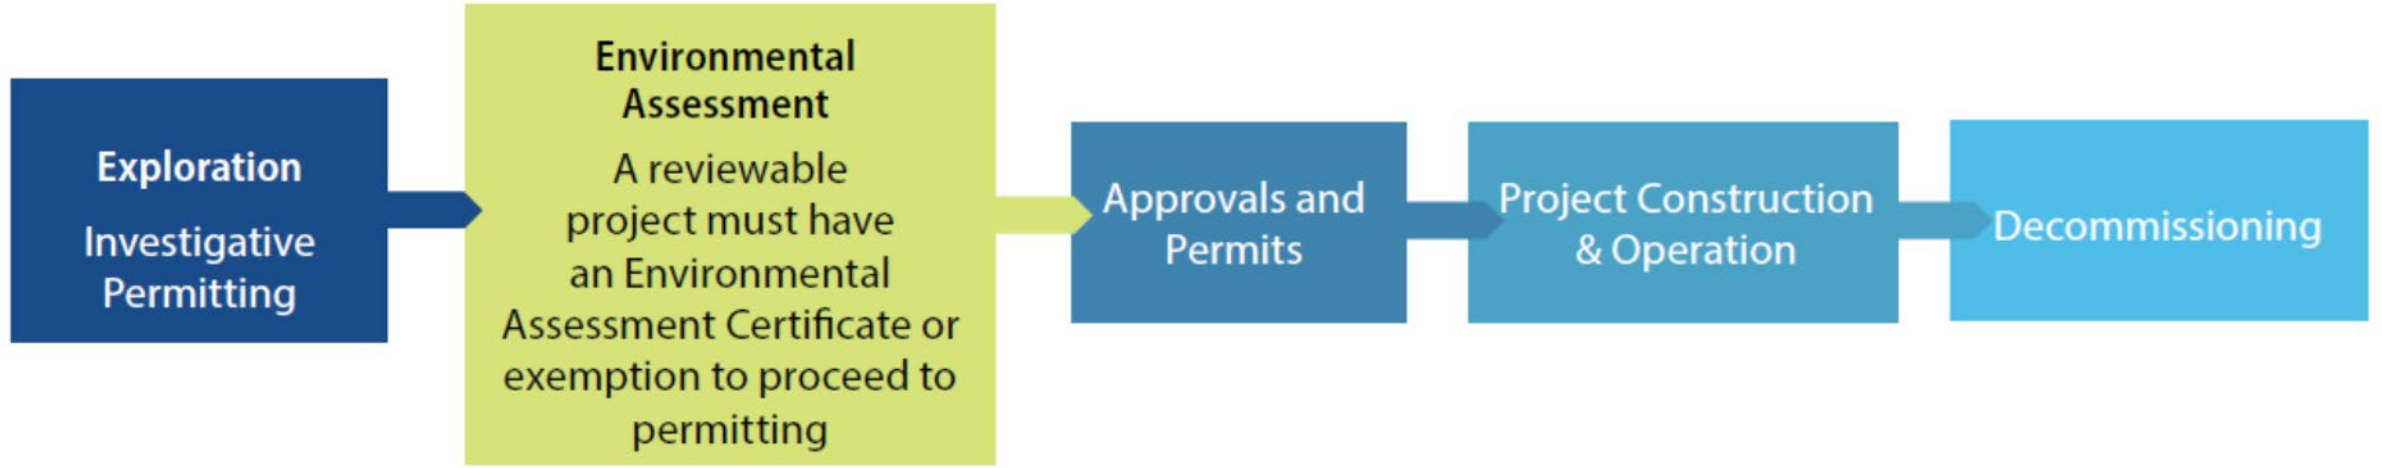 Exploration
Investigative
Permitting
Environmental
Assessment
A reviewable
project must have
an Environmental
Assessment Certificate or
exemption to proceed to
permitting
Approvals and
Permits
Project Construction
& Operation
Decommissioning